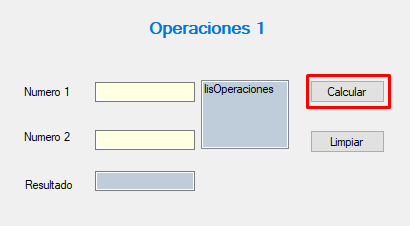 Operaciones 1
Numero 1
lisOperaciones
Calcular
Numero 2
Limpiar
Resultado